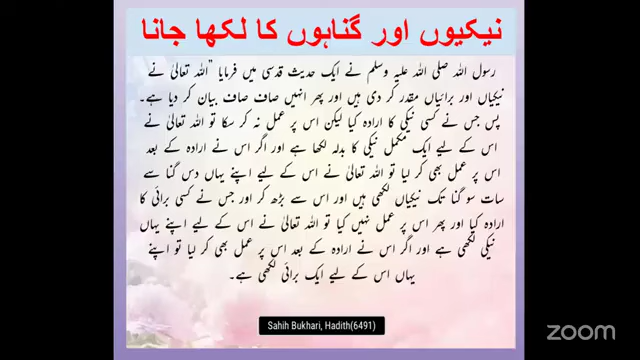 نیکیوں اور گناہوں کا لکھا جانا
رسول اللہ صلی اللہ علیہ وسلم نے ایک حدیث قدسی میں فرمایا "اللہ تعالیٰ نے
نیکیاں اور برائیاں مقدر کر دی ہیں اور پھر انہیں صاف صاف بیان کر دیا ہے۔
پس جس نے کسی نیکی کا ارادہ کیا لیکن اس پر عمل نہ کر سکا تو اللہ تعالیٰ نے
اس کے لیے ایک مکمل نیکی کا بدلہ لکھا ہے اور اگر اس نے ارادہ کے بعد
اس پر عمل بھی کر لیا تو اللہ تعالیٰ نے اس کے لیے اپنے یہاں دس گنا سے
سات سو گنا تک نیکیاں لکھی ہیں اور اس سے بڑھ کر اور جس نے کسی برائی کا
ارادہ کیا اور پھر اس پر عمل نہیں کیا تو اللہ تعالیٰ نے اس کے لیے اپنے یہاں
نیکی لکھی ہے اور اگر اس نے ارادہ کے بعد اس پر عمل بھی کر لیا تو اپنے
یہاں اس کے لیے ایک برائی لکھی ہے۔
Sahih Bukhari, Hadith(6491)
zoom